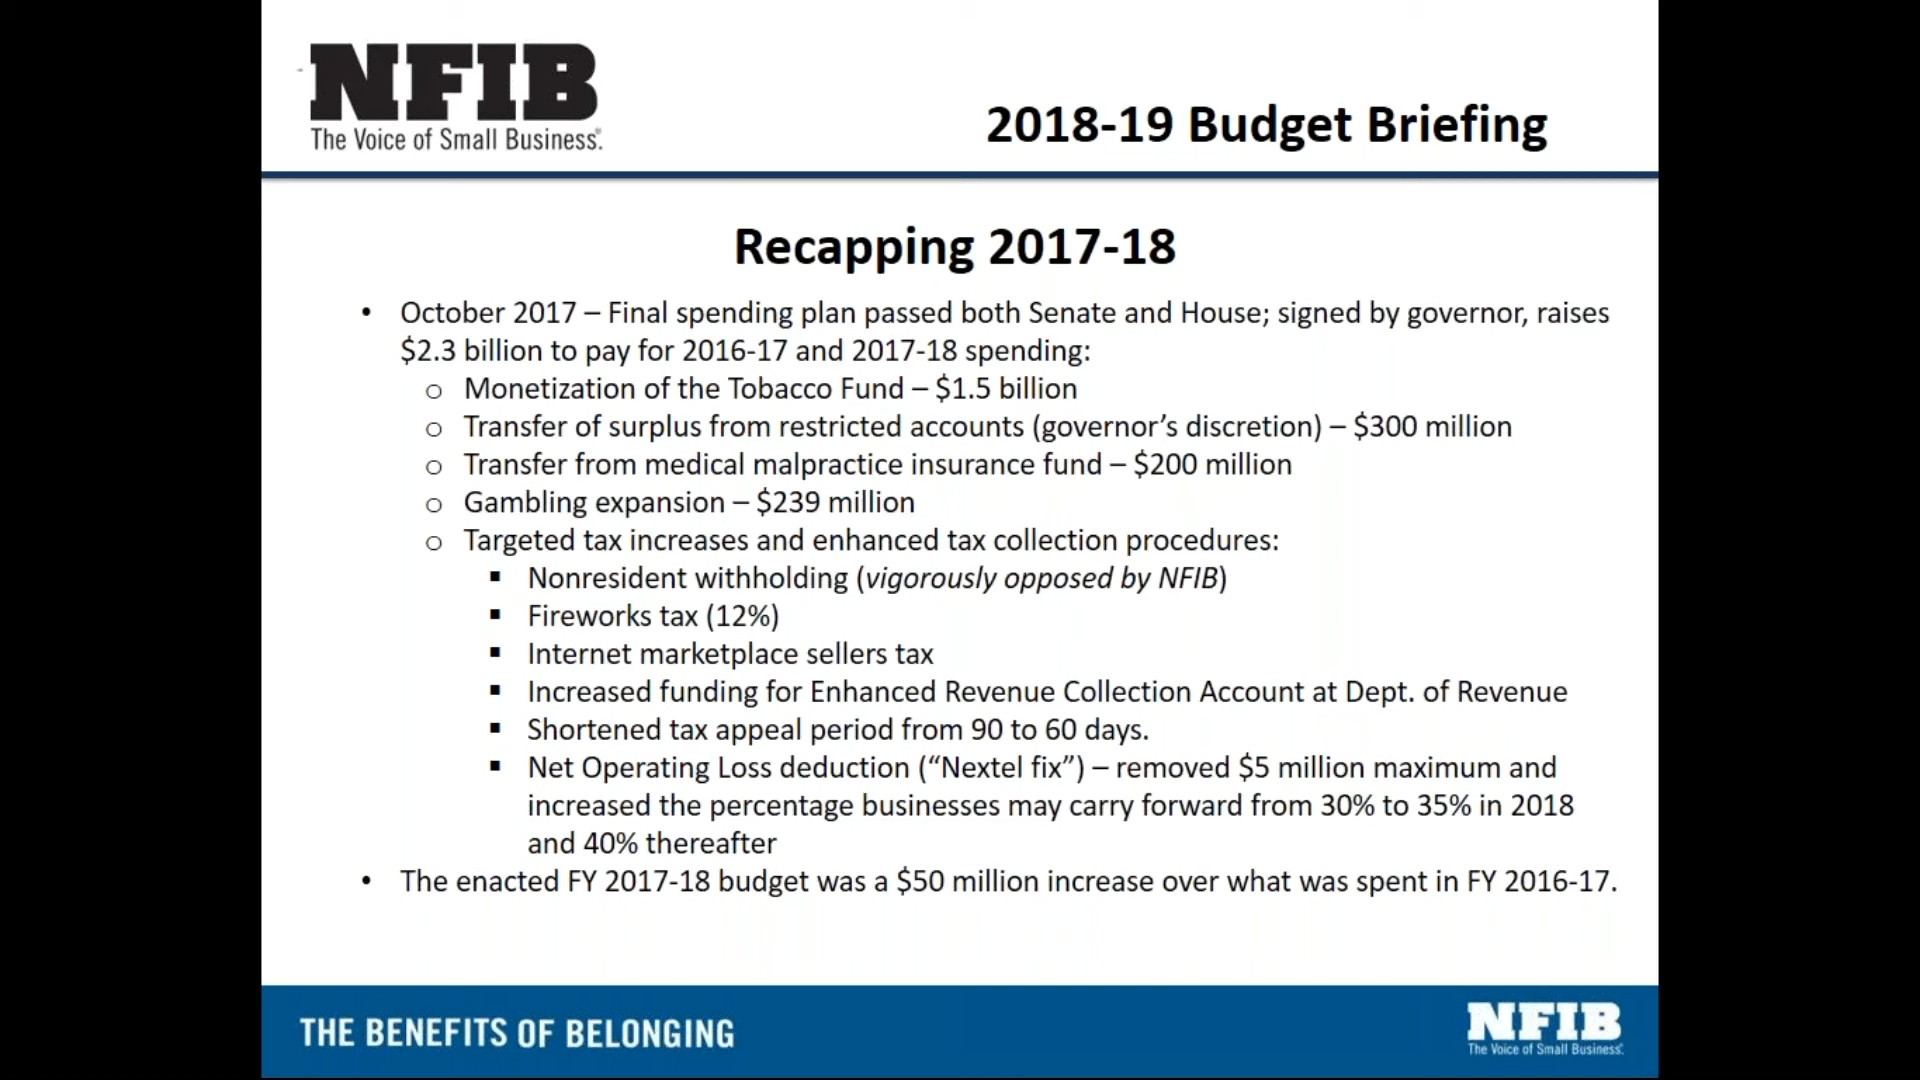 NFIB
The Voice of Small Business®
2018-19 Budget Briefing
Recapping 2017-18
• October 2017 – Final spending plan passed both Senate and House; signed by governor, raises
$2.3 billion to pay for 2016-17 and 2017-18 spending:
o Monetization of the Tobacco Fund – $1.5 billion
o Transfer of surplus from restricted accounts (governor’s discretion) – $300 million
o Transfer from medical malpractice insurance fund – $200 million
o Gambling expansion – $239 million
o Targeted tax increases and enhanced tax collection procedures:
▪ Nonresident withholding (vigorously opposed by NFIB)
▪ Fireworks tax (12%)
▪ Internet marketplace sellers tax
▪ Increased funding for Enhanced Revenue Collection Account at Dept. of Revenue
▪ Shortened tax appeal period from 90 to 60 days.
▪ Net Operating Loss deduction (“Nextel fix”) – removed $5 million maximum and
increased the percentage businesses may carry forward from 30% to 35% in 2018
and 40% thereafter
• The enacted FY 2017-18 budget was a $50 million increase over what was spent in FY 2016-17.
THE BENEFITS OF BELONGING
NFIB
The Voice of Small Business®